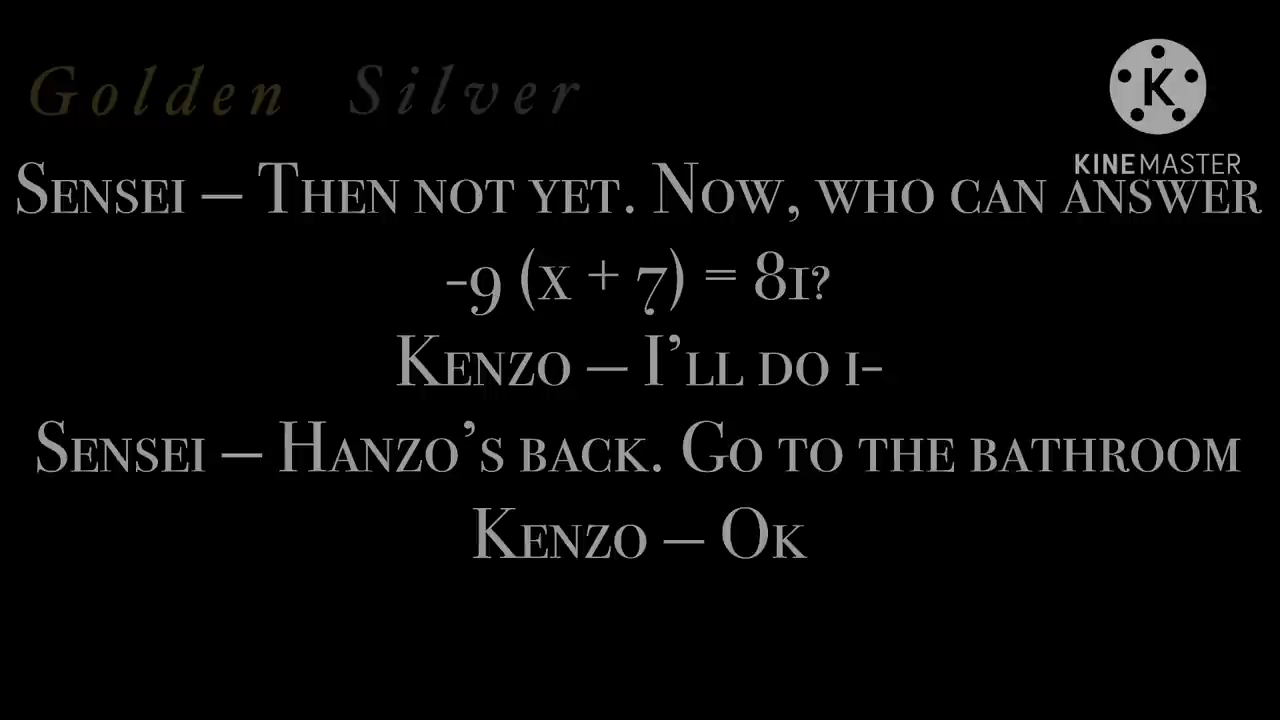 Golden Silver
K
KINEMASTER
Sensei – Then not yet. Now, who can answer
-9 (x + 7) = 81?
Kenzo – I'll do i-
Sensei – Hanzo's back. Go to the bathroom
Kenzo – Ok